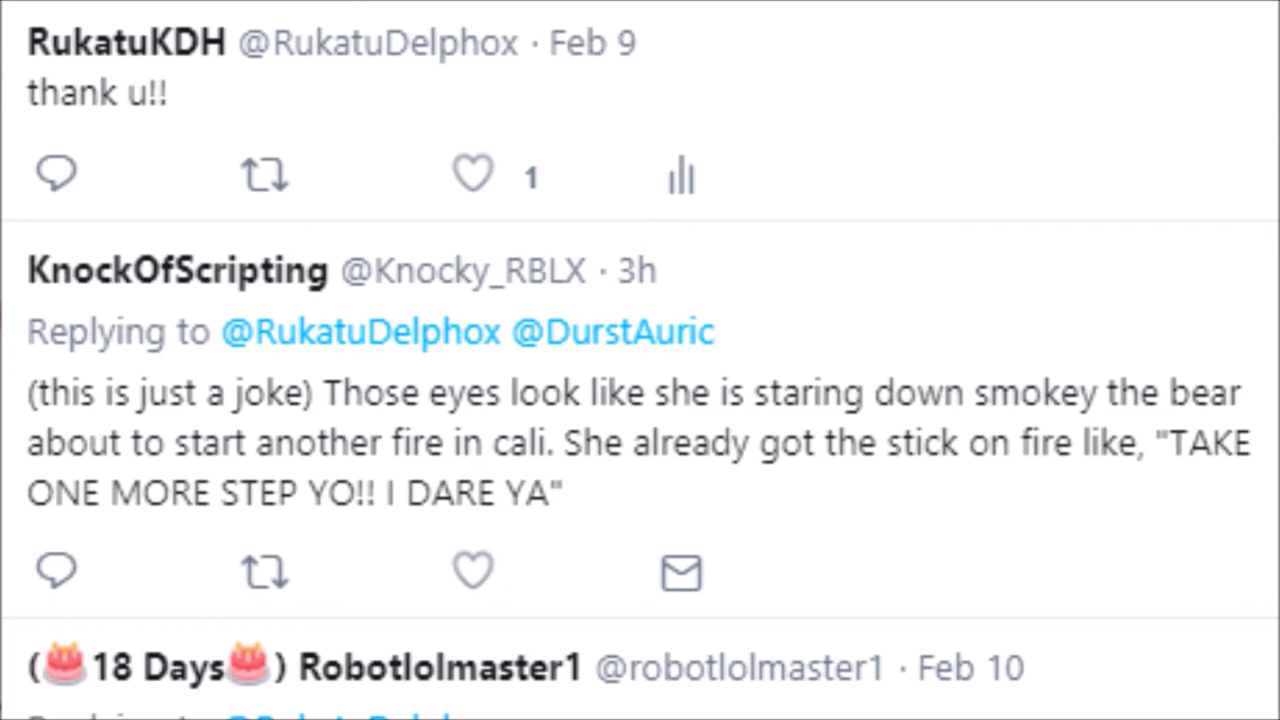 RukatuKDH @RukatuDelphox · Feb 9
thank u!!
1
KnockOfScripting @Knocky_RBLX · 3h
Replying to @RukatuDelphox @DurstAuric
(this is just a joke) Those eyes look like she is staring down smokey the bear
about to start another fire in cali. She already got the stick on fire like, "TAKE
ONE MORE STEP YO!! I DARE YA"
(🎂18 Days🎂) Robotlolmaster1 @robotlolmaster1 · Feb 10